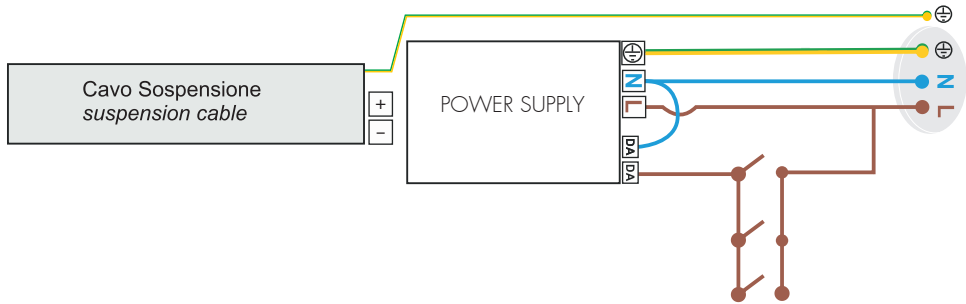 Cavo Sospensione
suspension cable
+
−
POWER SUPPLY
N
L
DA
DA
N
L